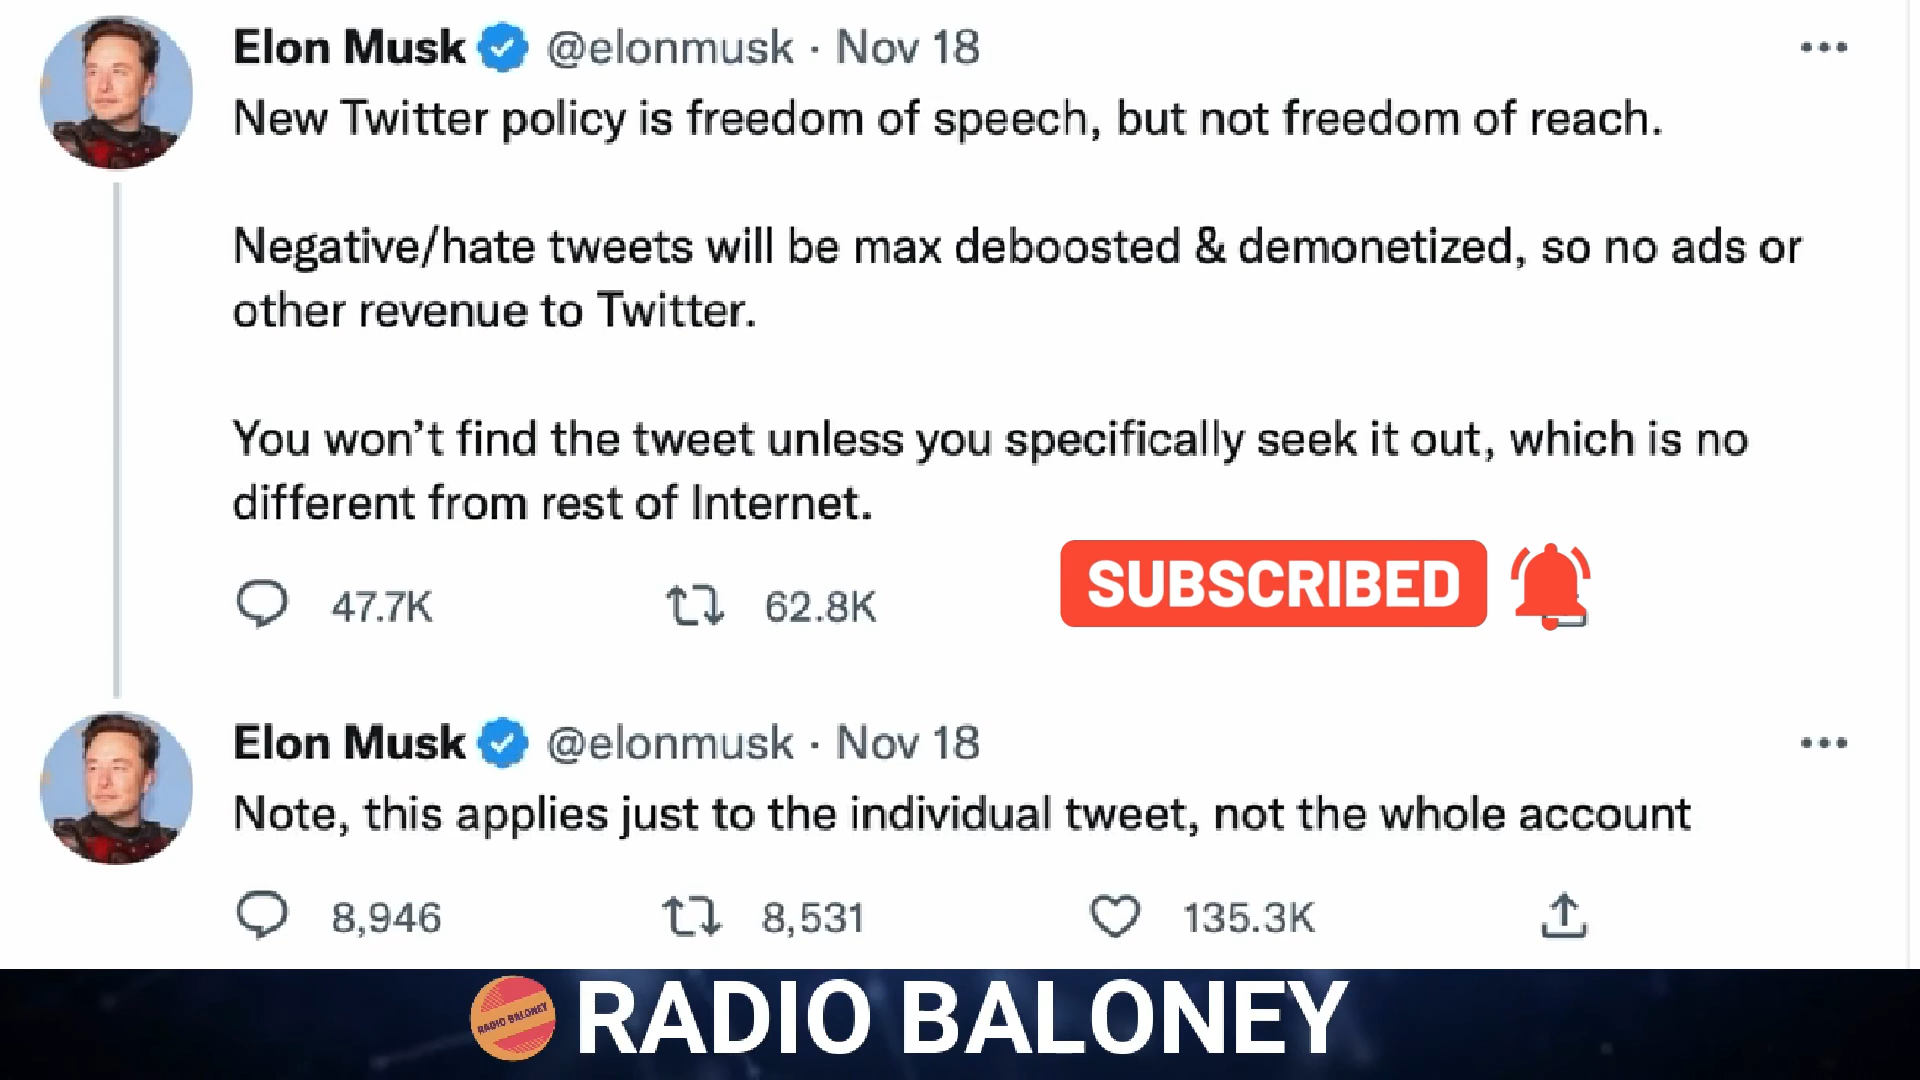 Elon Musk @elonmusk · Nov 18
New Twitter policy is freedom of speech, but not freedom of reach.
Negative/hate tweets will be max deboosted & demonetized, so no ads or
other revenue to Twitter.
You won’t find the tweet unless you specifically seek it out, which is no
different from rest of Internet.
47.7K 62.8K
SUBSCRIBED
Elon Musk @elonmusk · Nov 18
Note, this applies just to the individual tweet, not the whole account
8,946 8,531 135.3K
RADIO BALONEY RADIO BALONEY